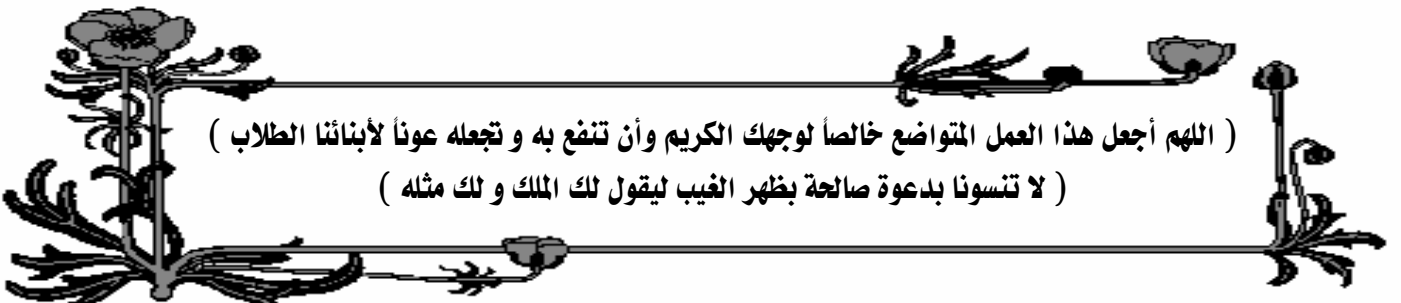 ( اللهم أجعل هذا العمل المتواضع خالصاً لوجهك الكريم وأن تنفع به و تجعله عوناً لأبنائنا الطلاب )
( لا تنسونا بدعوة صالحة بظهر الغيب ليقول لك الملك و لك مثله )